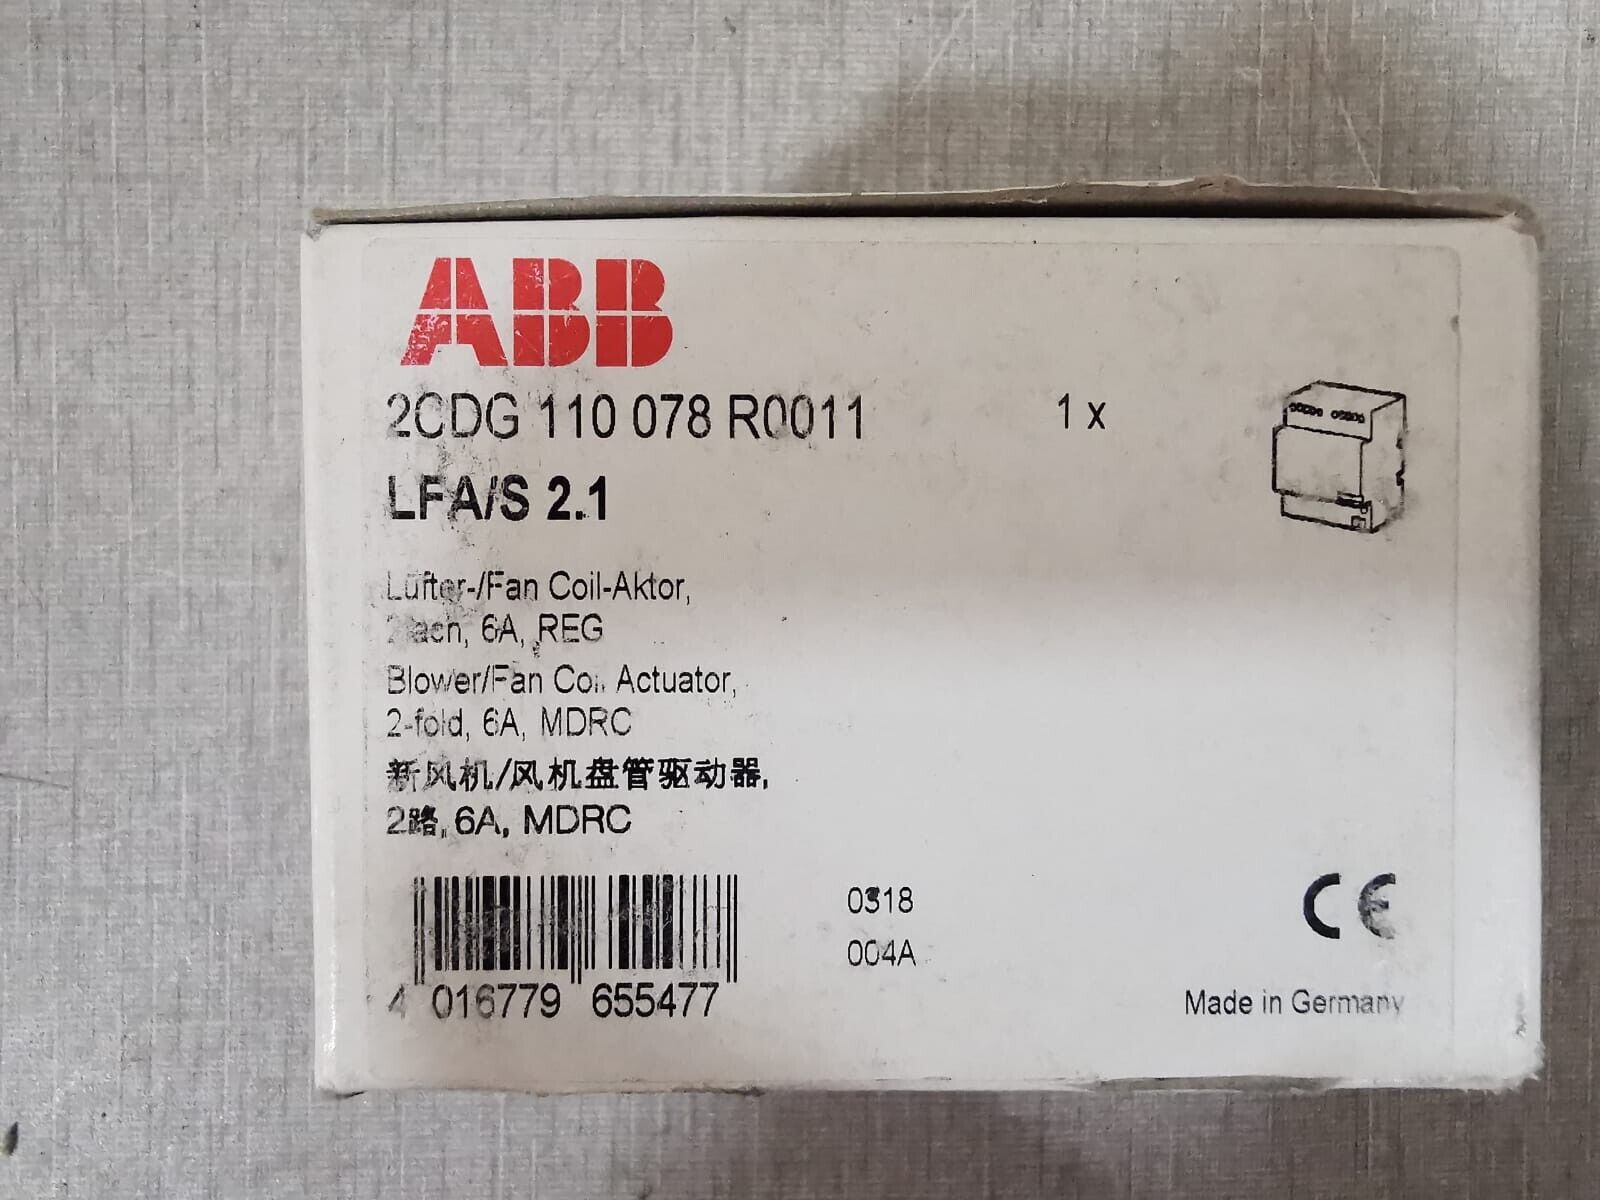 ABB
2CDG 110 078 R0011
1 x
LFA/S 2.1
Lüfter-/Fan Coil-Aktor,
2fach, 6A, REG
Blower/Fan Coil Actuator,
2-fold, 6A, MDRC
新风机/风机盘管驱动器,
2路, 6A, MDRC
0318
004A
CE
4 016779 655477
Made in Germany